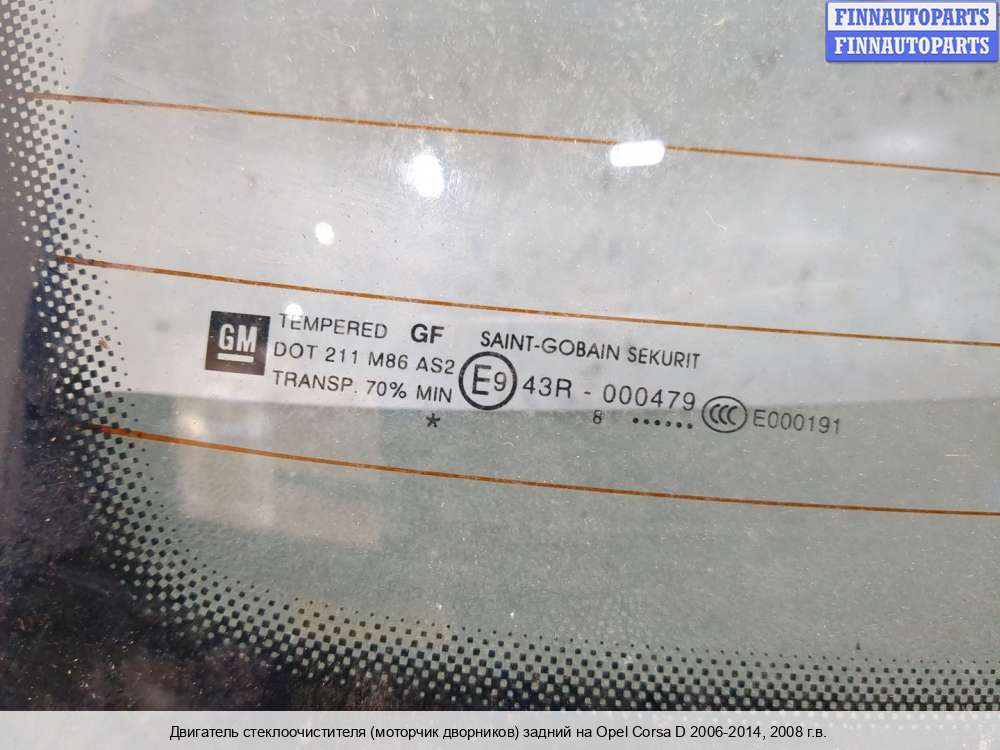 FINNAUTOPARTS
FINNAUTOPARTS
GM
TEMPERED GF SAINT-GOBAIN SEKURIT
DOT 211 M86 AS2
TRANSP. 70% MIN
E9 43R - 000479 CCC E000191
* 8 ......
Двигатель стеклоочистителя (моторчик дворников) задний на Opel Corsa D 2006-2014, 2008 г.в.